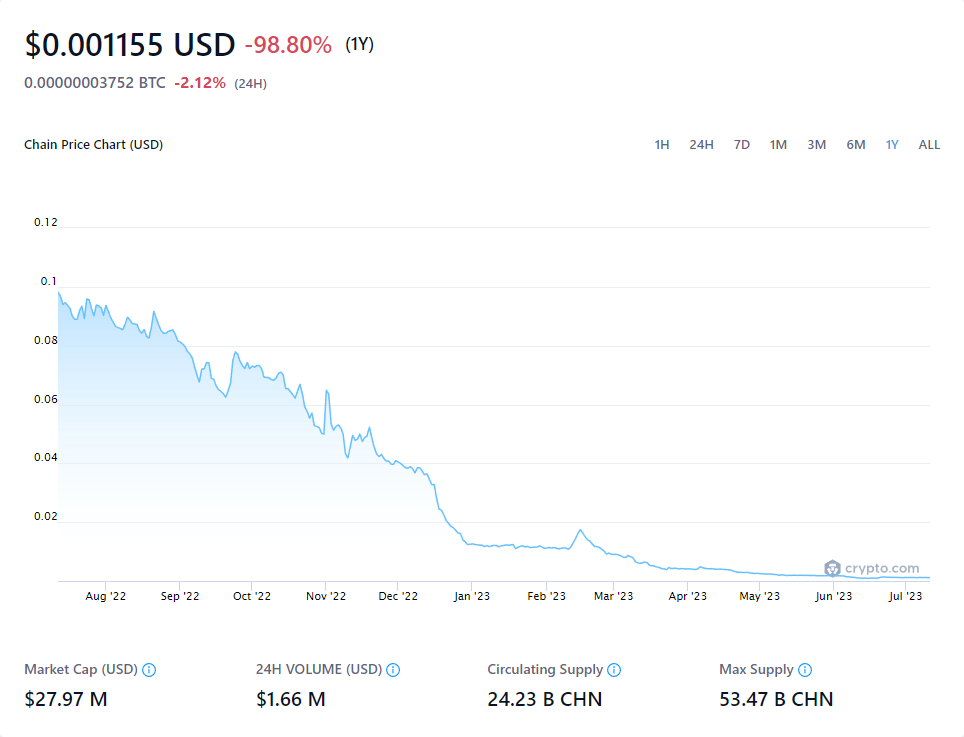 $0.001155 USD -98.80% (1Y)
0.00000003752 BTC -2.12% (24H)
Chain Price Chart (USD) 1H 24H 7D 1M 3M 6M 1Y ALL
0.12
0.1
0.08
0.06
0.04
0.02
crypto.com
Aug '22 Sep '22 Oct '22 Nov '22 Dec '22 Jan '23 Feb '23 Mar '23 Apr '23 May '23 Jun '23 Jul '23
Market Cap (USD) 24H VOLUME (USD) Circulating Supply Max Supply
$27.97 M $1.66 M 24.23 B CHN 53.47 B CHN